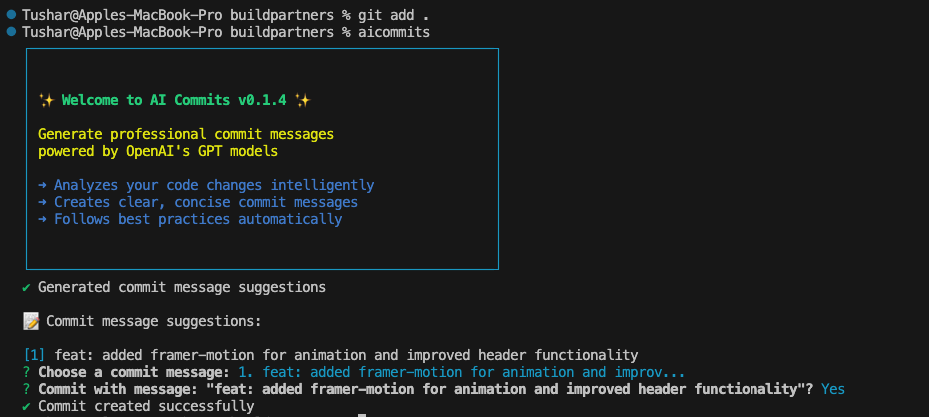 Tushar@Apples-MacBook-Pro buildpartners % git add .
Tushar@Apples-MacBook-Pro buildpartners % aicommits
✨ Welcome to AI Commits v0.1.4 ✨
Generate professional commit messages
powered by OpenAI's GPT models
→ Analyzes your code changes intelligently
→ Creates clear, concise commit messages
→ Follows best practices automatically
✔ Generated commit message suggestions
📝 Commit message suggestions:
[1] feat: added framer-motion for animation and improved header functionality
? Choose a commit message: 1. feat: added framer-motion for animation and improv...
? Commit with message: "feat: added framer-motion for animation and improved header functionality"? Yes
✔ Commit created successfully